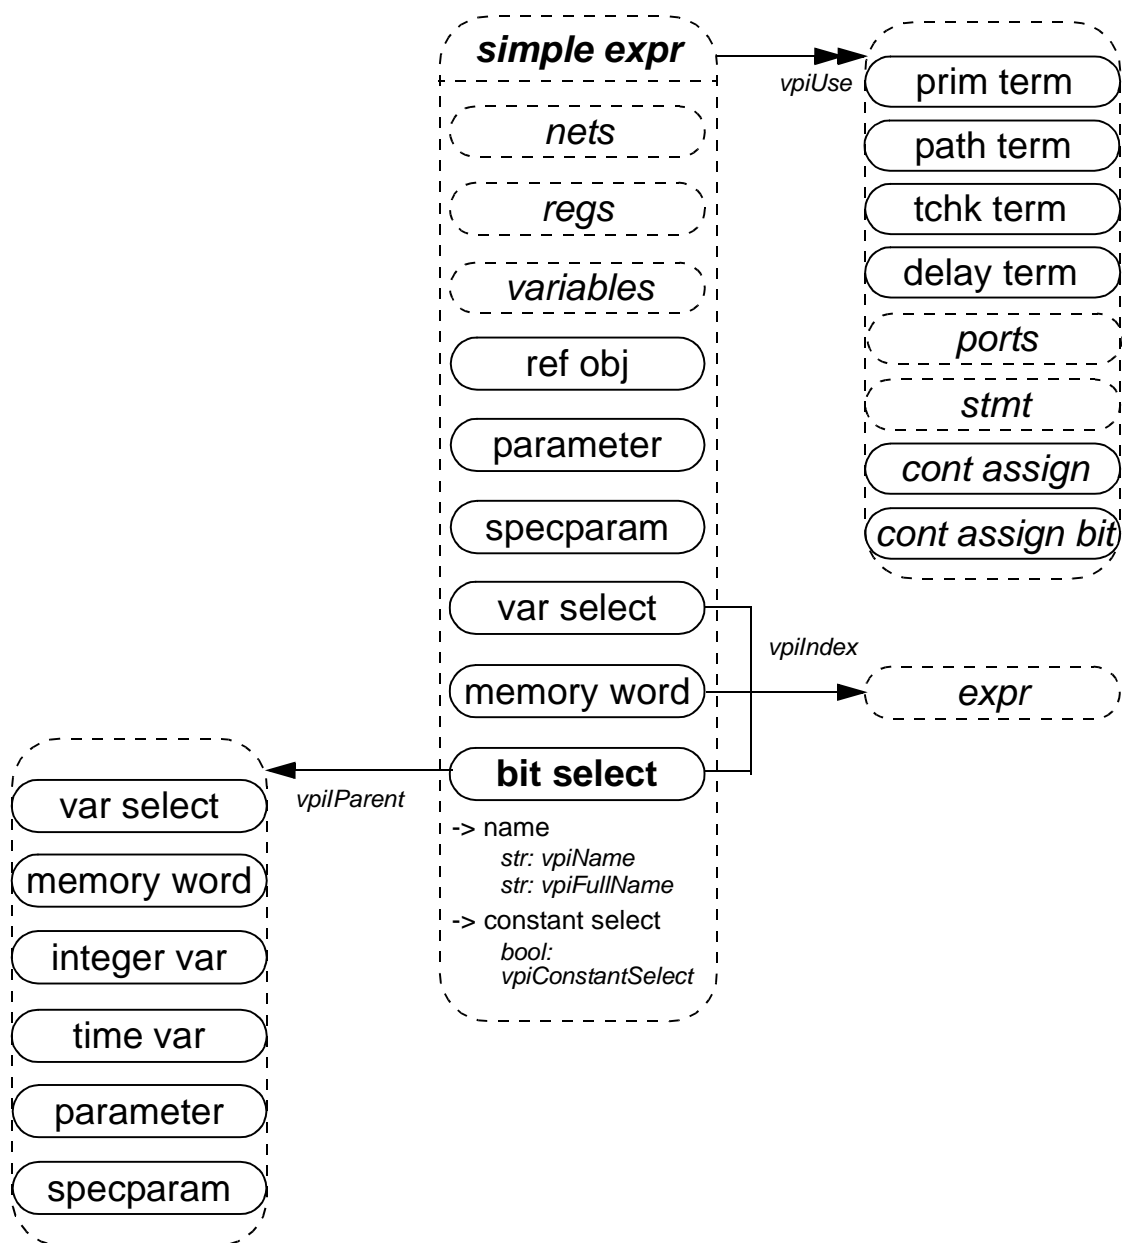 simple expr
nets
regs
variables
ref obj
parameter
specparam
var select
memory word
bit select
-> name
str: vpiName
str: vpiFullName
-> constant select
bool:
vpiConstantSelect
vpiUse
prim term
path term
tchk term
delay term
ports
stmt
cont assign
cont assign bit
vpiIndex
expr
vpilParent
var select
memory word
integer var
time var
parameter
specparam